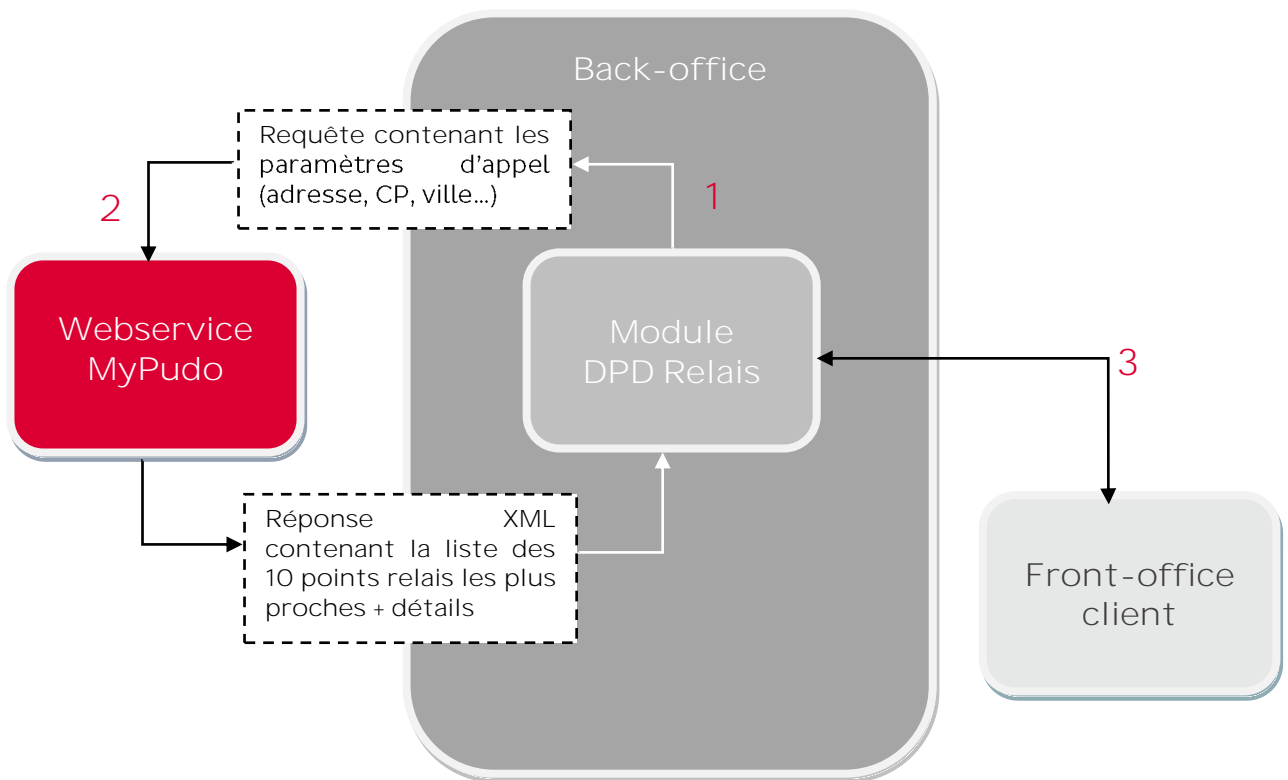 Back-office
Requête contenant les
paramètres d'appel
(adresse, CP, ville…)
1
2
Webservice
MyPudo
Module
DPD Relais
3
Réponse XML
contenant la liste des
10 points relais les plus
proches + détails
Front-office
client